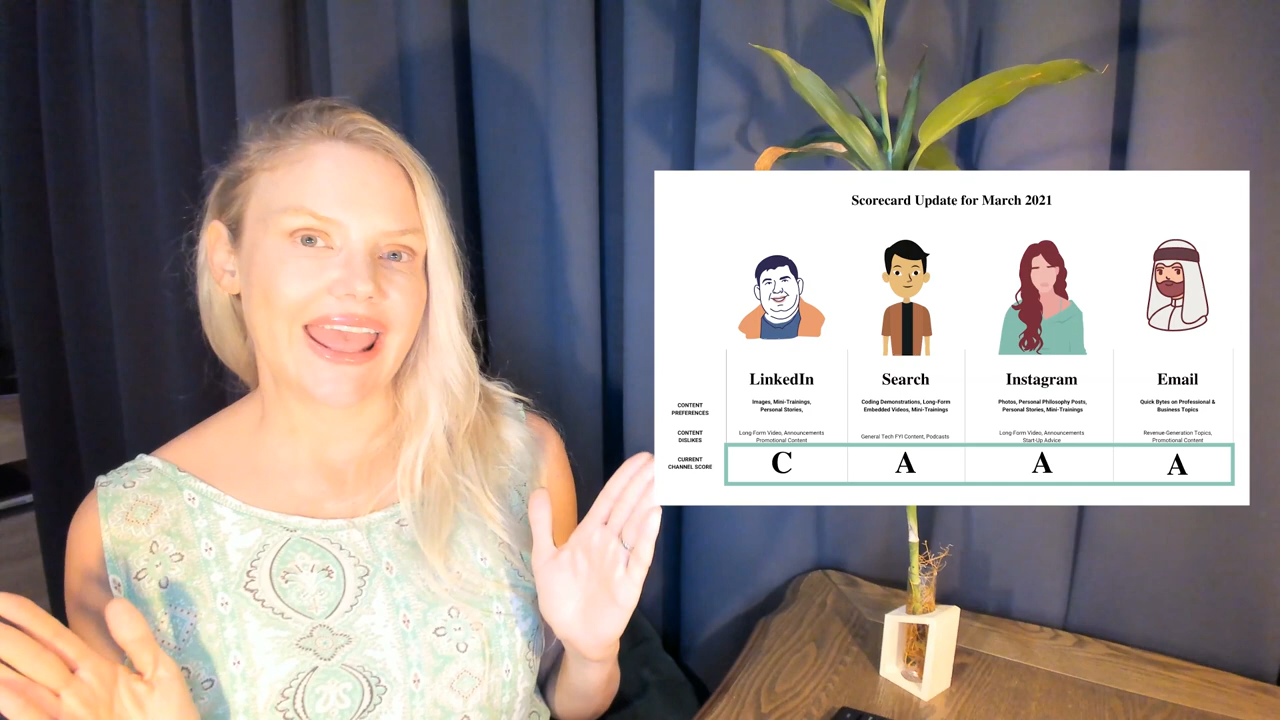 Scorecard Update for March 2021
LinkedIn
Search
Instagram
Email
CONTENT
PREFERENCES
Images, Mini-Trainings,
Personal Stories,
Coding Demonstrations, Long-Form
Embedded Videos, Mini-Trainings
Photos, Personal Philosophy Posts,
Personal Stories, Mini-Trainings
Quick Bytes on Professional &
Business Topics
CONTENT
DISLIKES
Long-Form Video, Announcements
Promotional Content
General Tech FYI Content, Podcasts
Long-Form Video, Announcements
Start-Up Advice
Revenue Generation Topics,
Promotional Content
CURRENT
CHANNEL SCORE
C
A
A
A